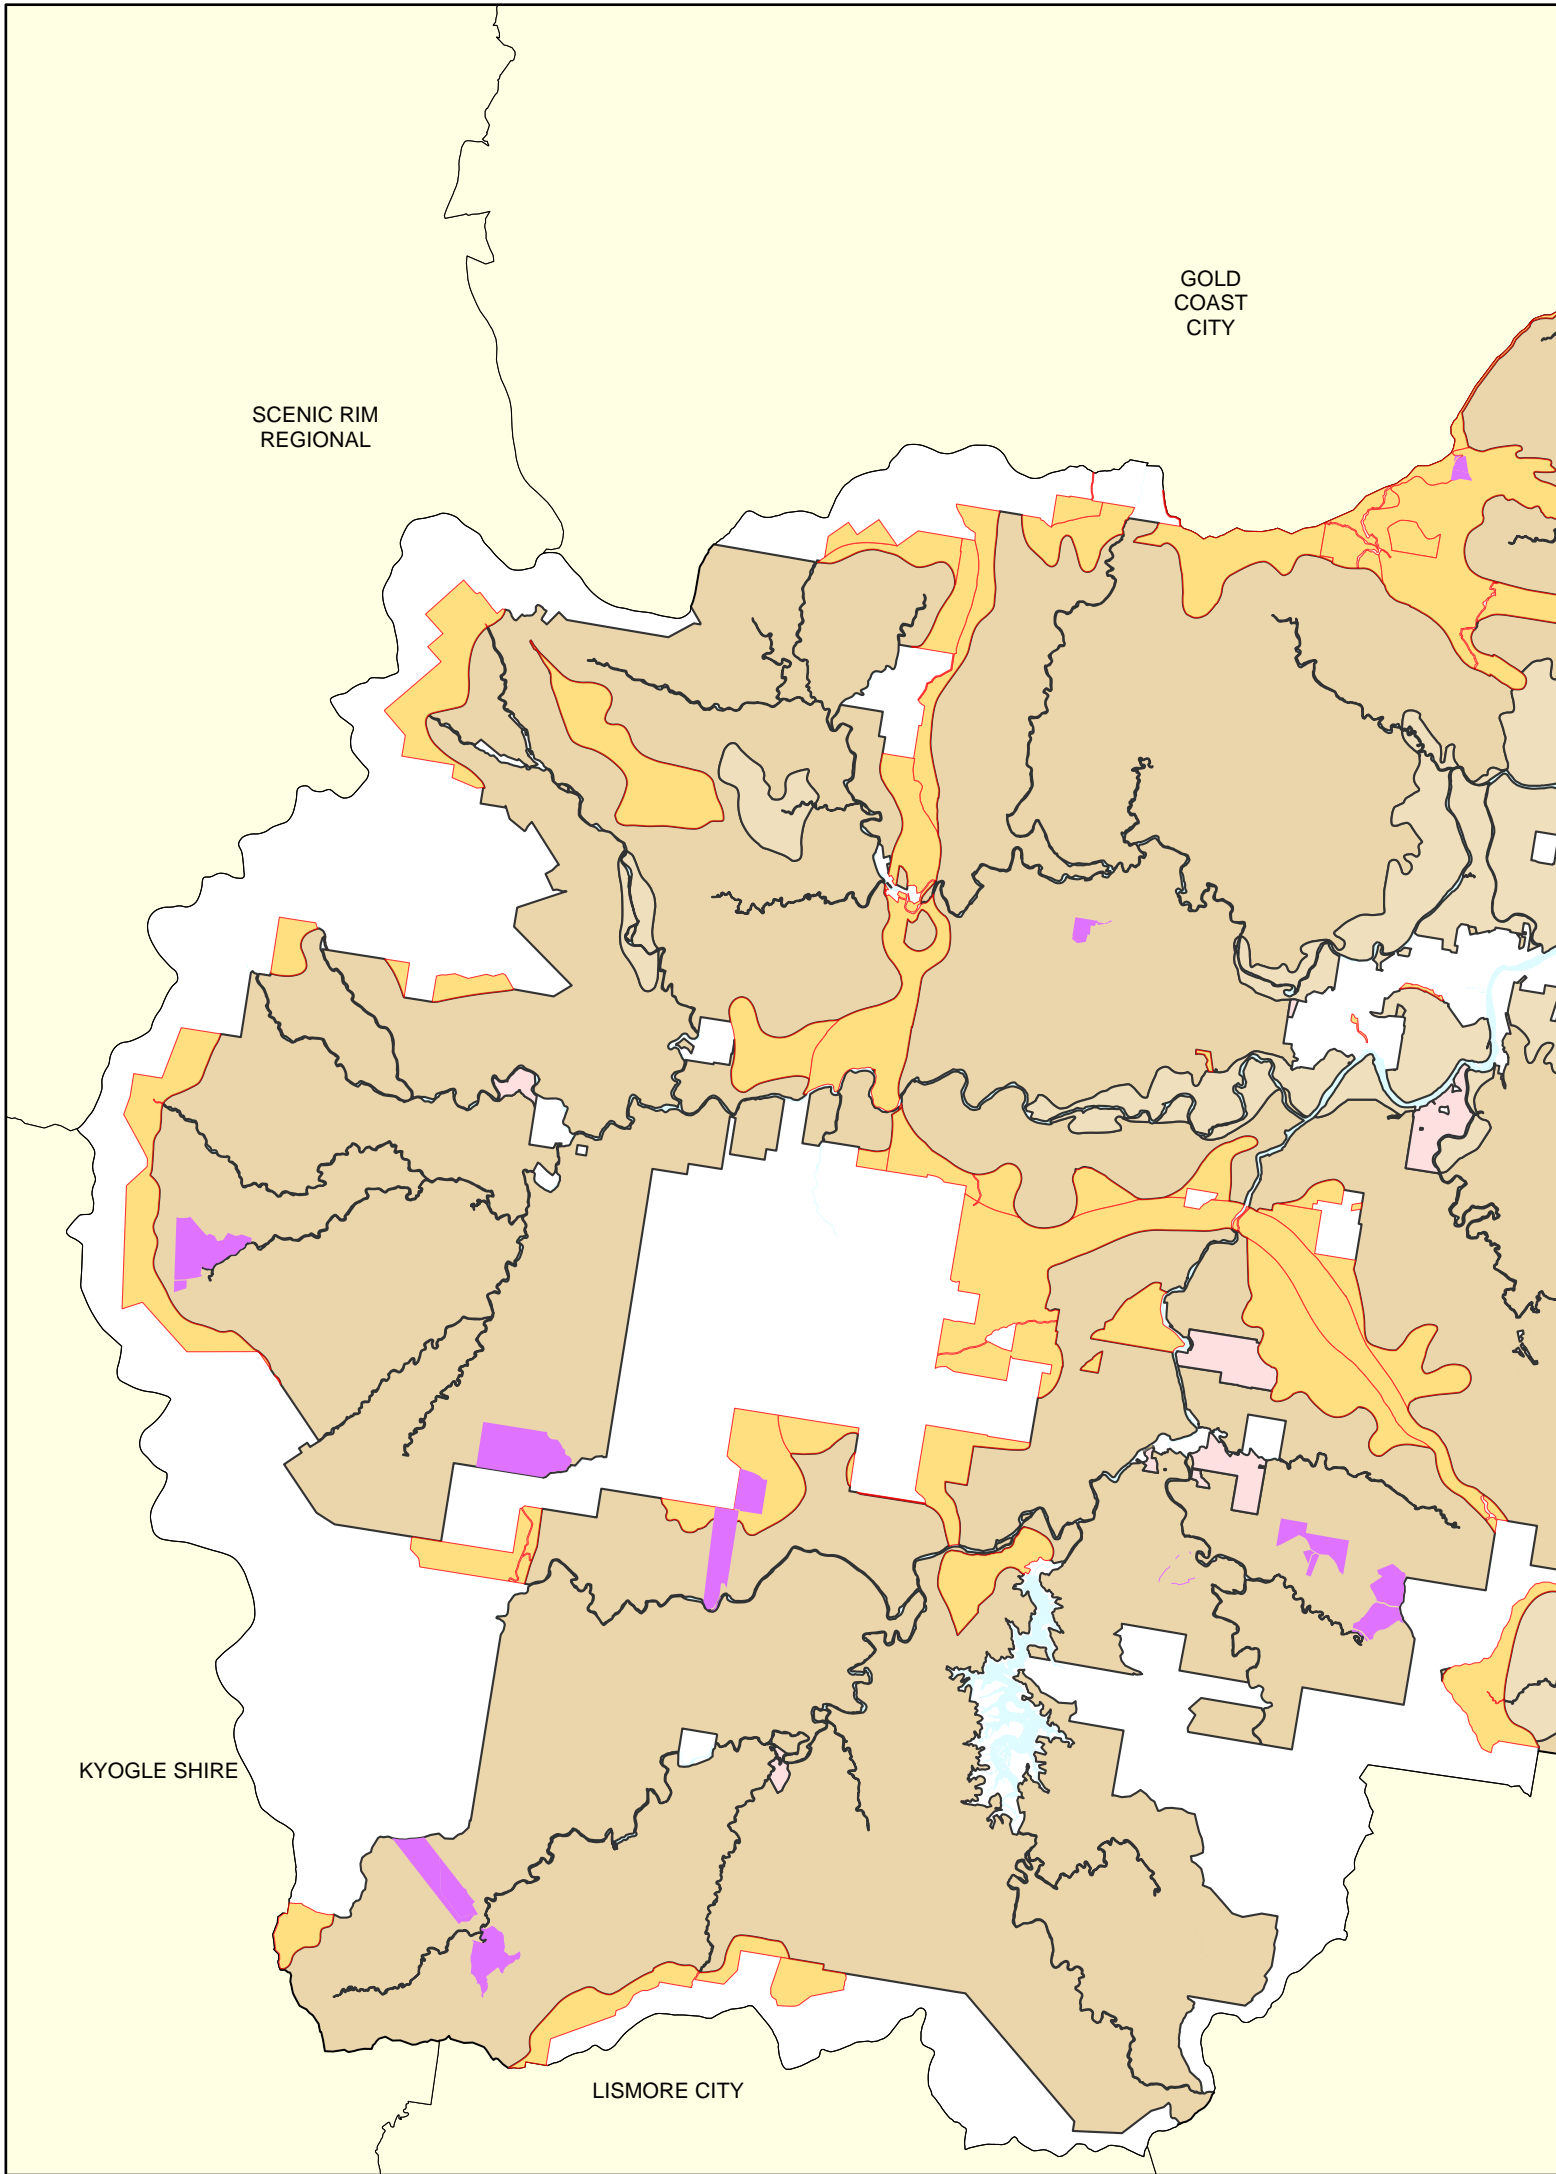 GOLD
COAST
CITY
SCENIC RIM
REGIONAL
KYOGLE SHIRE
LISMORE CITY